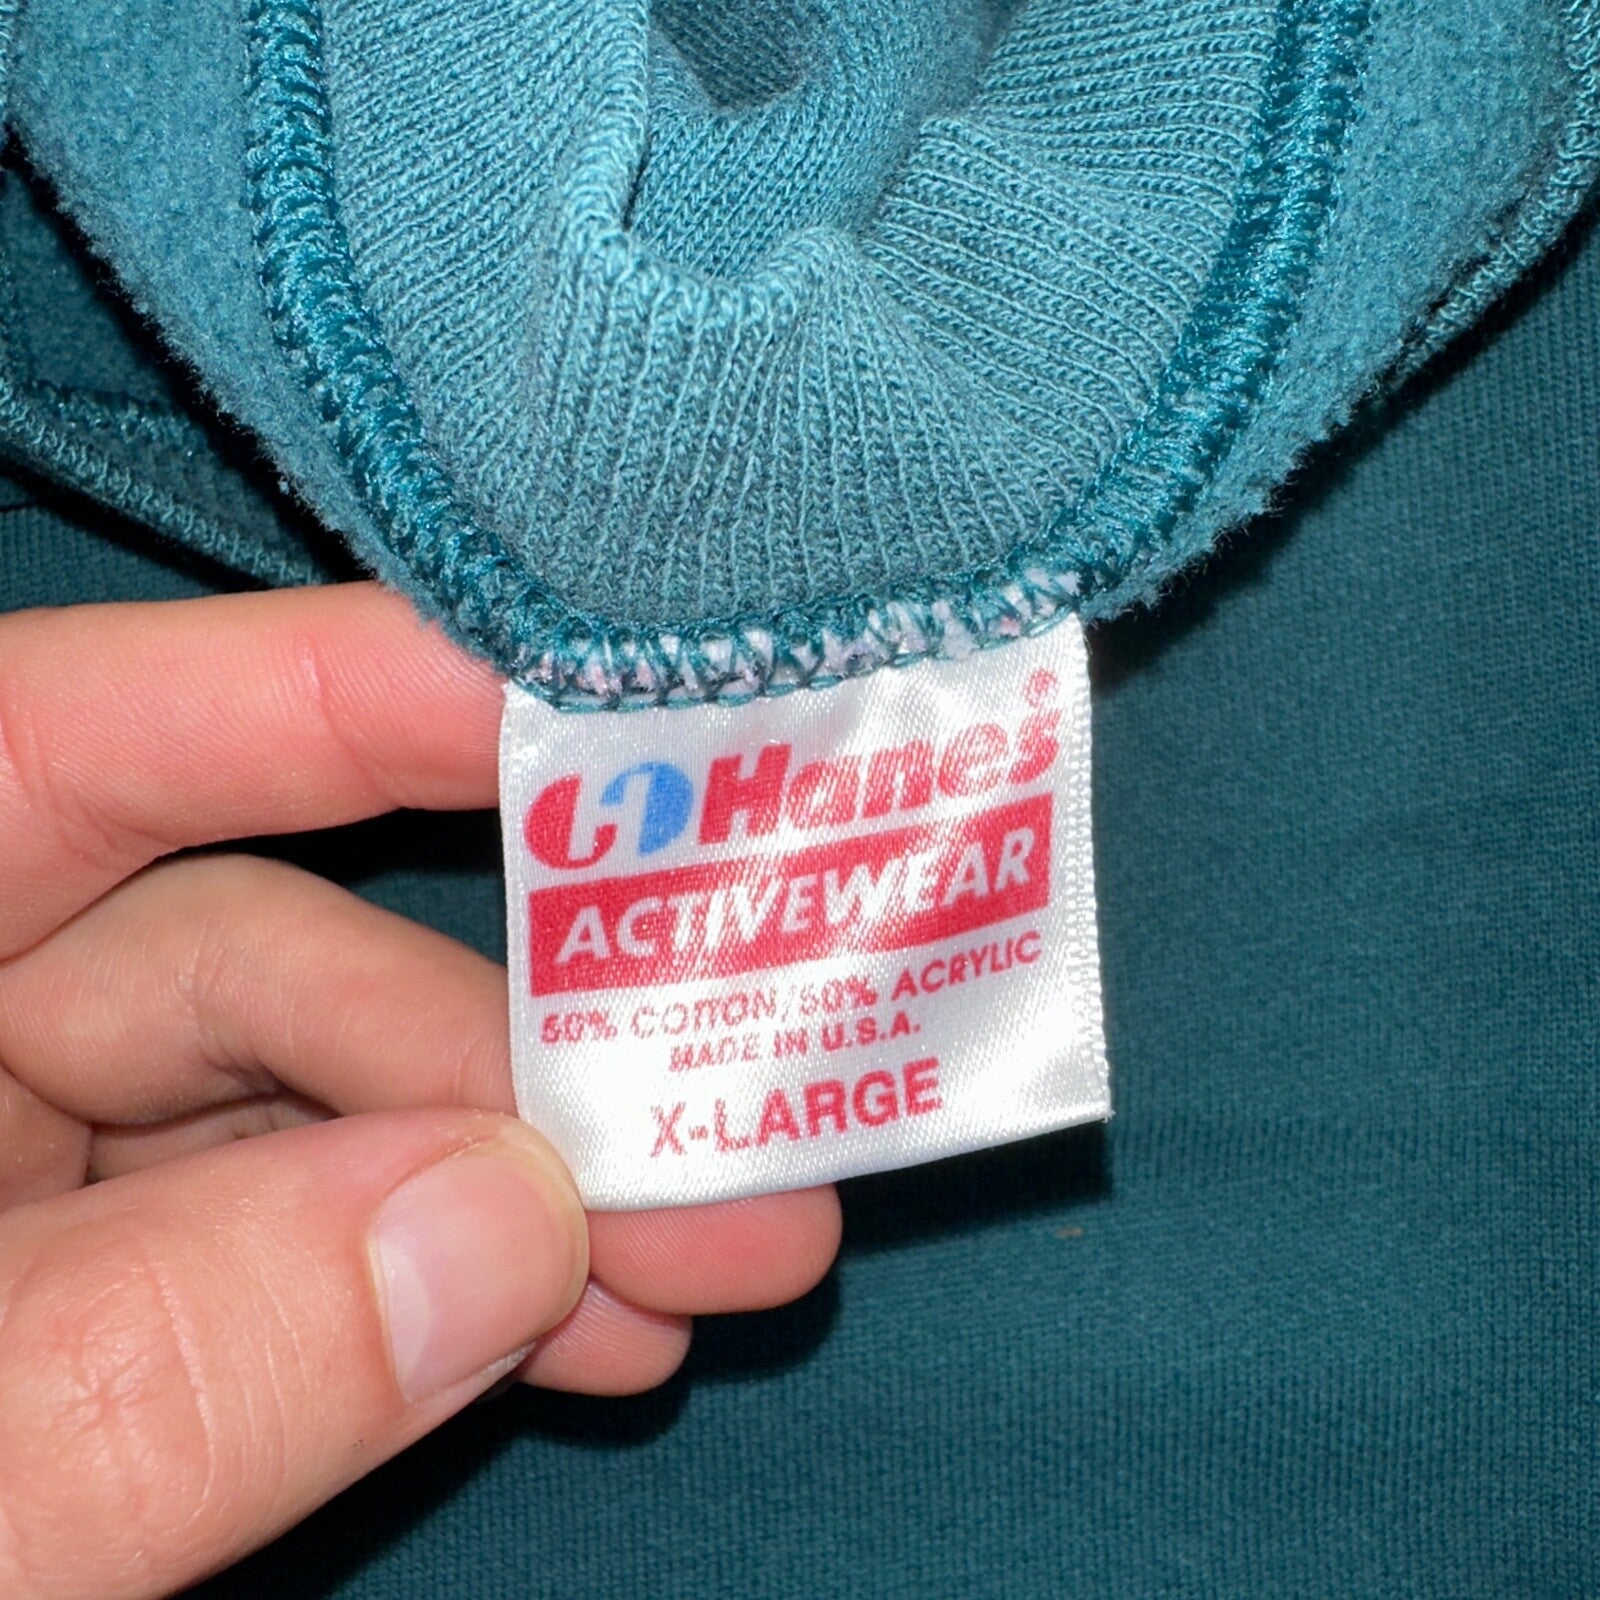 Hanes®
ACTIVEWEAR
50% COTTON/50% ACRYLIC
MADE IN U.S.A.
X-LARGE